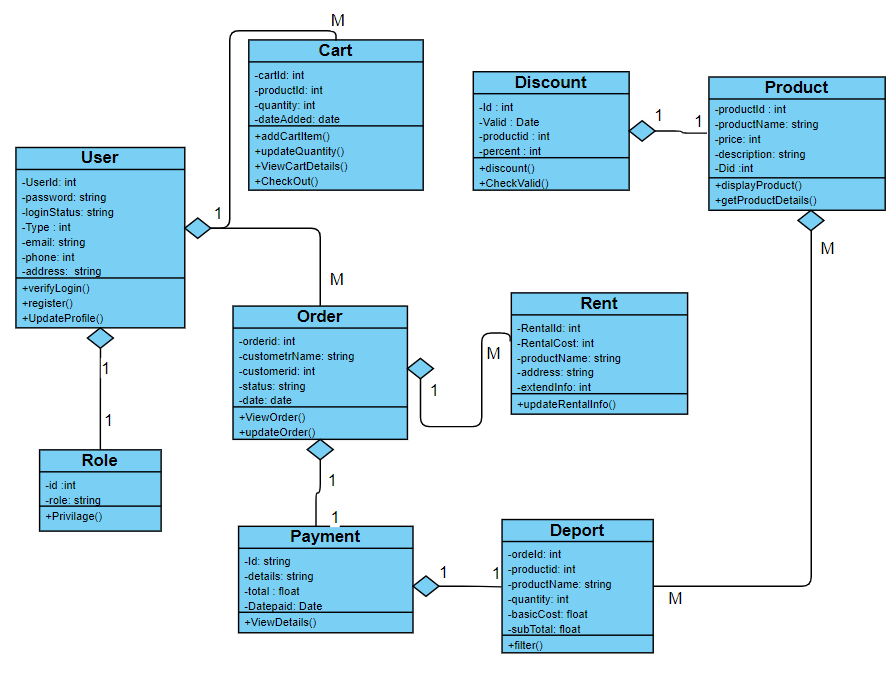 M
Cart
-cartId: int
-productId: int
-quantity: int
-dateAdded: date
+addCartItem()
+updateQuantity()
+ViewCartDetails()
+CheckOut()
Discount
-Id : int
-Valid : Date
-productid : int
-percent : int
+discount()
+CheckValid()
1
1
Product
-productId : int
-productName: string
-price: int
-description: string
-Did :int
+displayProduct()
+getProductDetails()
M
User
-UserId: int
-password: string
-loginStatus: string
-Type : int
-email: string
-phone: int
-address:  string
+verifyLogin()
+register()
+UpdateProfile()
1
M
1
1
Order
-orderid: int
-custometrName: string
-customerid: int
-status: string
-date: date
+ViewOrder()
+updateOrder()
1
M
Rent
-RentalId: int
-RentalCost: int
-productName: string
-address: string
-extendInfo: int
+updateRentalInfo()
Role
-id :int
-role: string
+Privilage()
1
1
Payment
-Id: string
-details: string
-total : float
-Datepaid: Date
+ViewDetails()
1
1
Deport
-ordeId: int
-productid: int
-productName: string
-quantity: int
-basicCost: float
-subTotal: float
+filter()
M